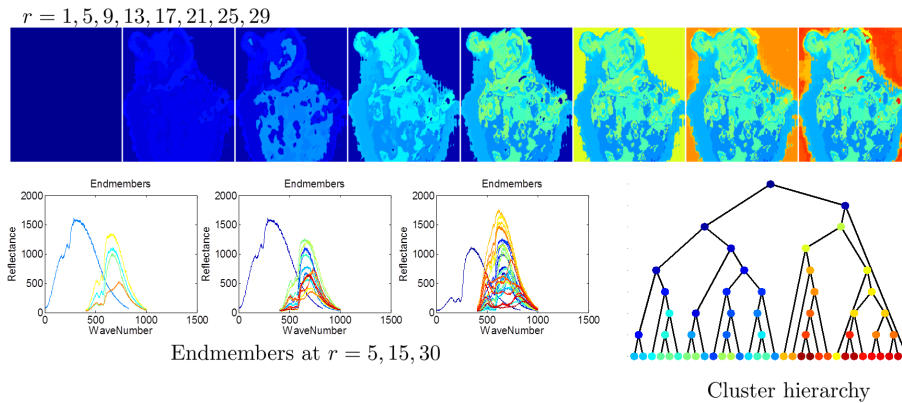 r = 1, 5, 9, 13, 17, 21, 25, 29
Endmembers
2000
1500
1000
500
0
Reflectance
0 500 1000 1500
WaveNumber
Endmembers
2000
1500
1000
500
0
Reflectance
0 500 1000 1500
WaveNumber
Endmembers
2000
1500
1000
500
0
Reflectance
0 500 1000 1500
WaveNumber
Endmembers at r = 5, 15, 30
Cluster hierarchy